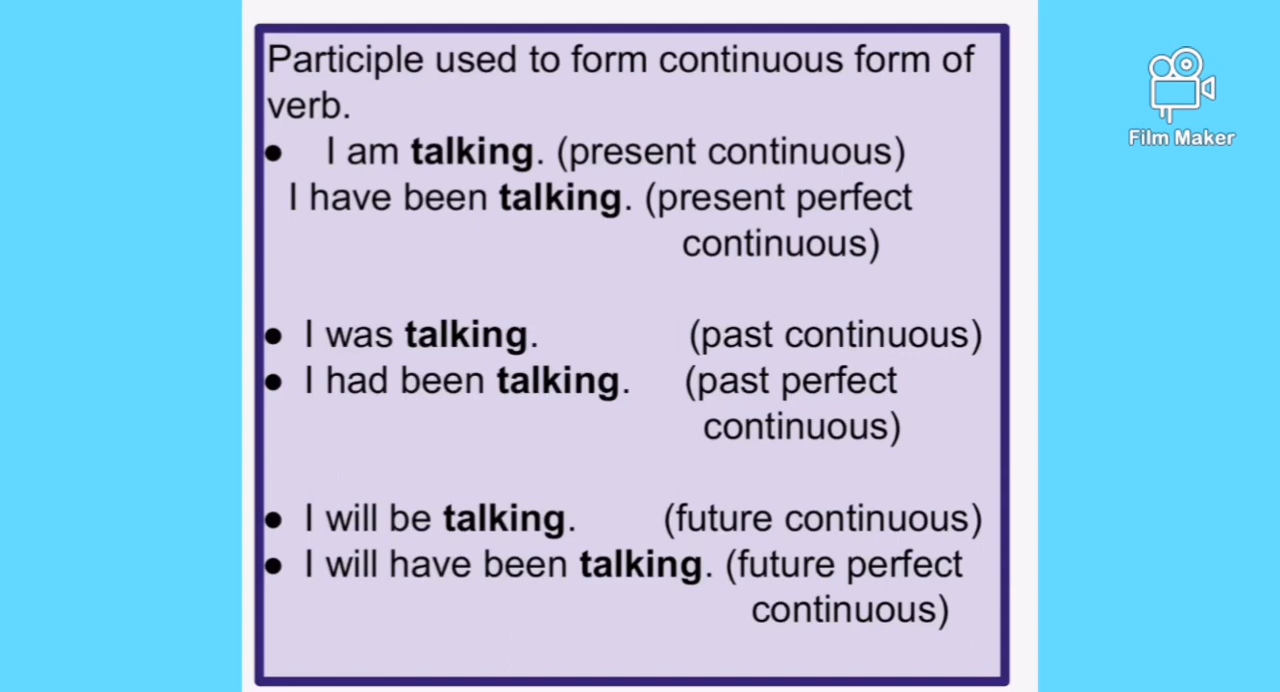 Participle used to form continuous form of
verb.
● I am talking. (present continuous)
I have been talking. (present perfect
continuous)
● I was talking. (past continuous)
● I had been talking. (past perfect
continuous)
● I will be talking. (future continuous)
● I will have been talking. (future perfect
continuous)
Film Maker